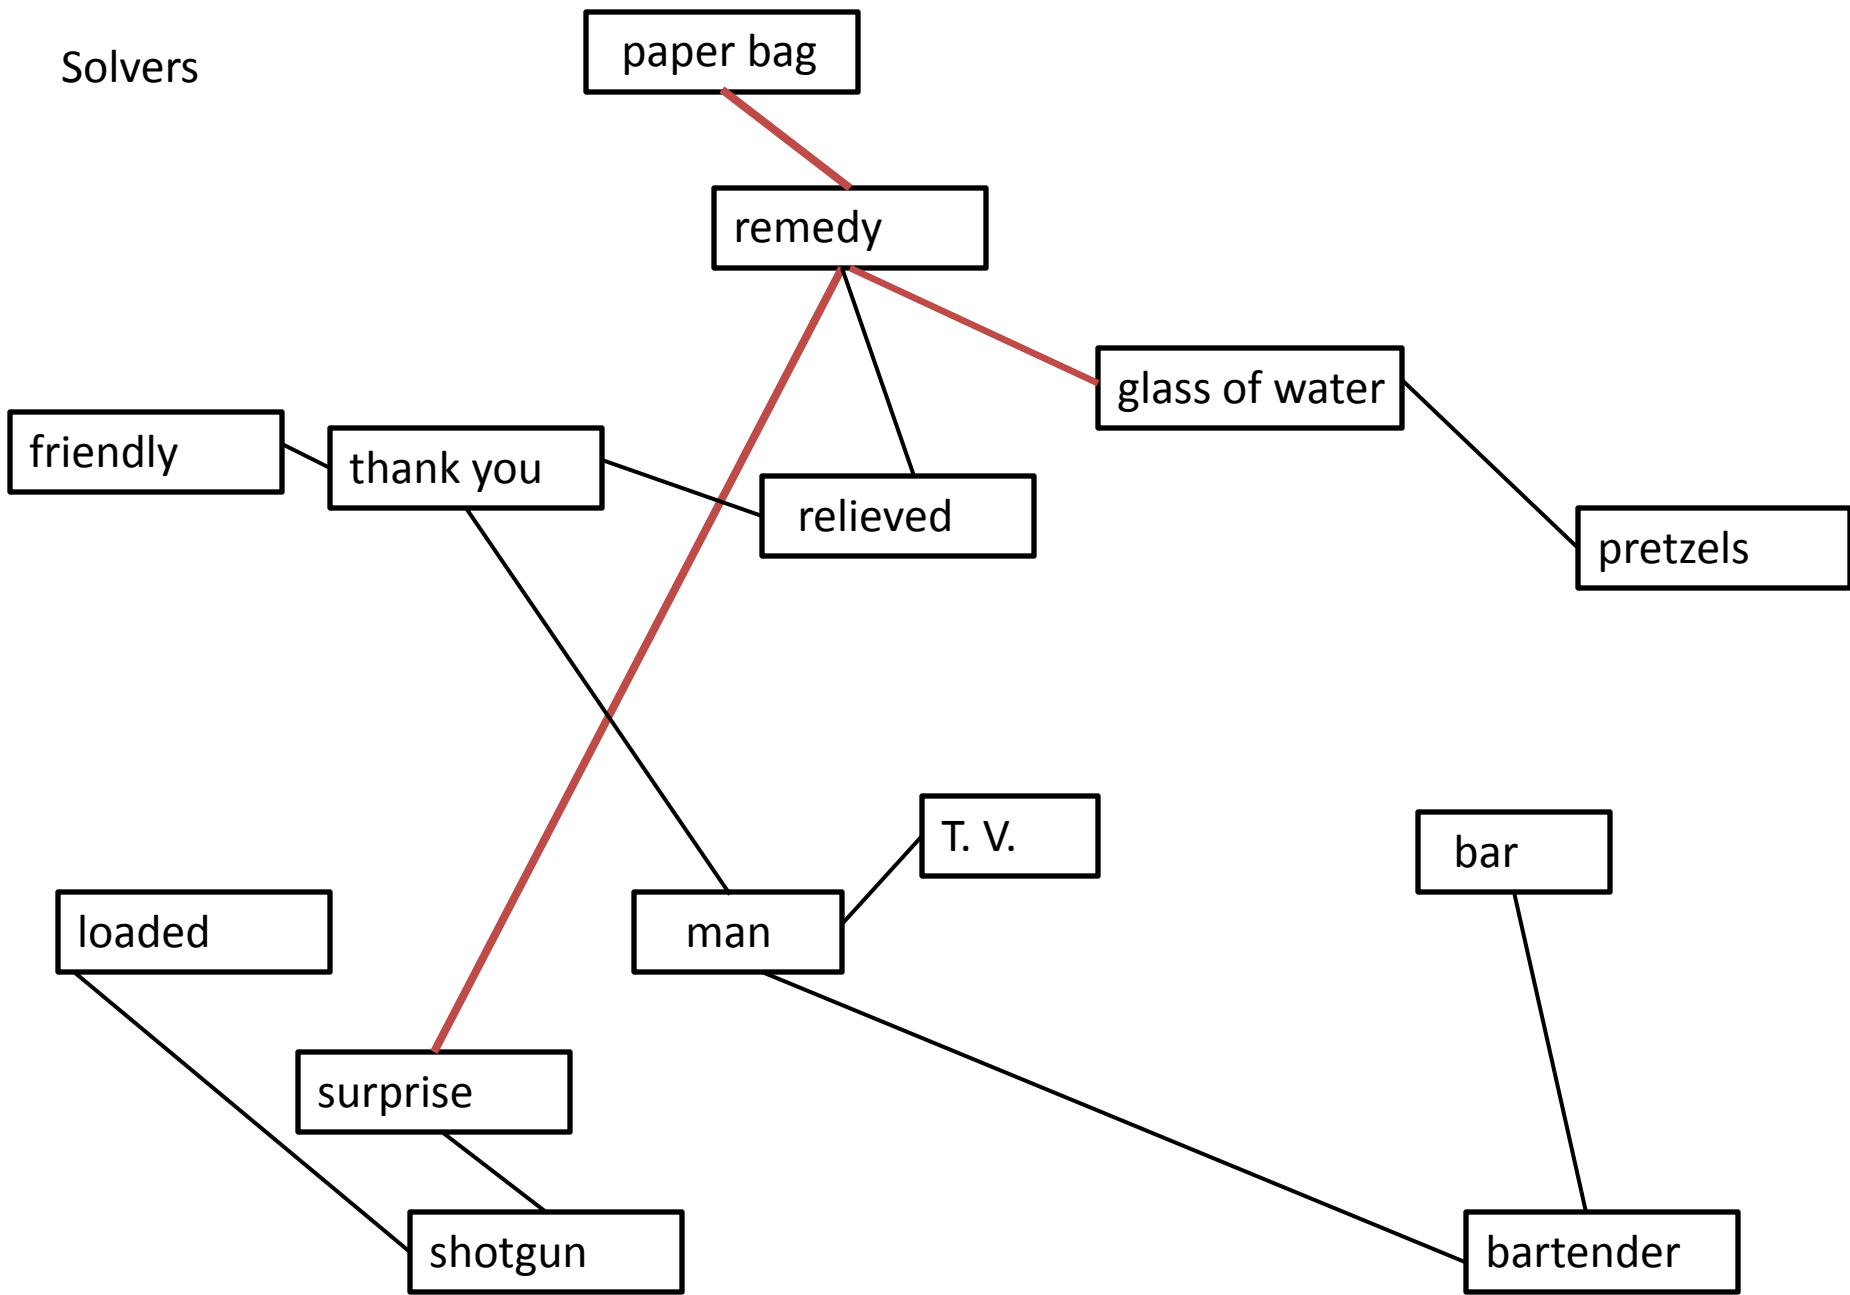 Solvers
paper bag
remedy
glass of water
friendly
thank you
relieved
pretzels
T. V.
bar
loaded
man
surprise
shotgun
bartender